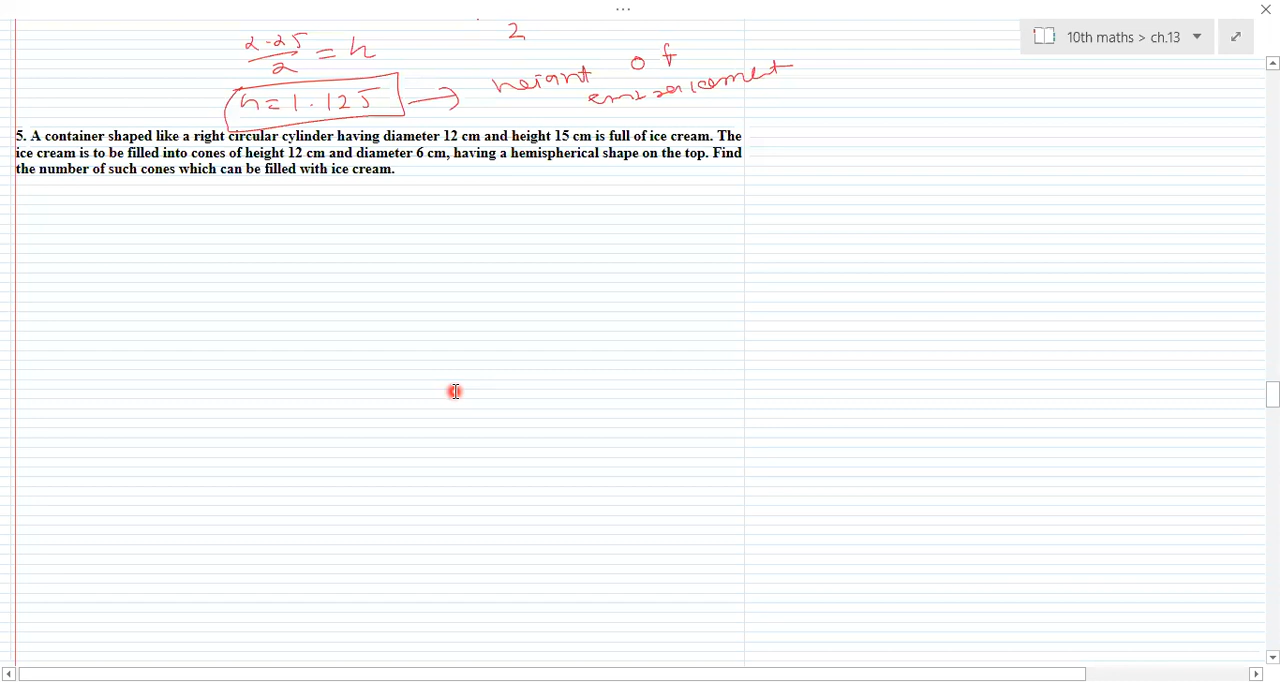 ...
10th maths > ch.13
2
2.25/2 = h
h = 1.125 → height of
5. A container shaped like a right circular cylinder having diameter 12 cm and height 15 cm is full of ice cream. The
ice cream is to be filled into cones of height 12 cm and diameter 6 cm, having a hemispherical shape on the top. Find
the number of such cones which can be filled with ice cream.